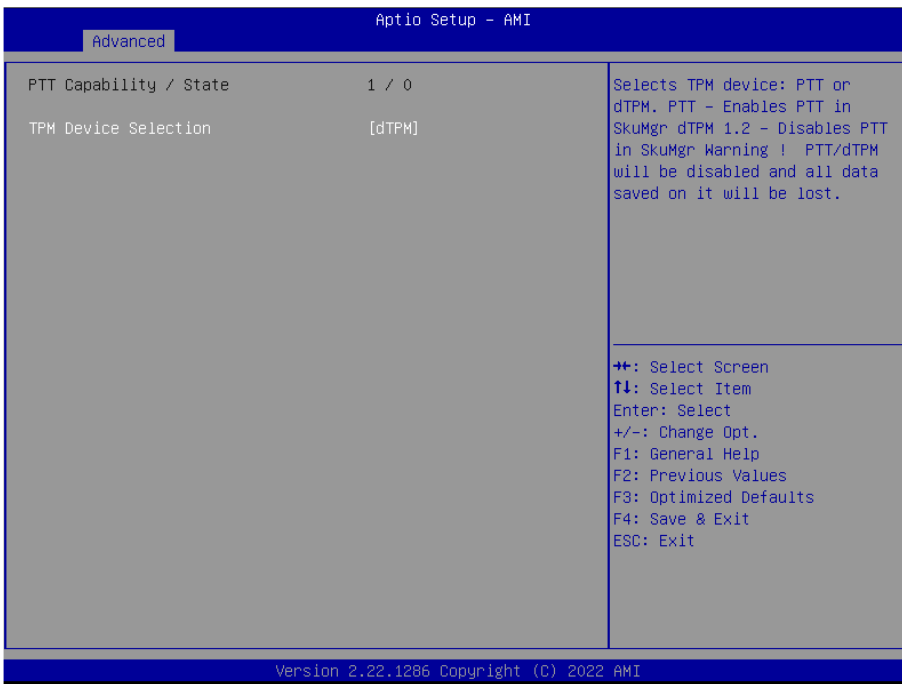 Aptio Setup – AMI
Advanced
PTT Capability / State 1 / 0
TPM Device Selection [dTPM]
Selects TPM device: PTT or
dTPM. PTT – Enables PTT in
SkuMgr dTPM 1.2 – Disables PTT
in SkuMgr Warning ! PTT/dTPM
will be disabled and all data
saved on it will be lost.
→←: Select Screen
↑↓: Select Item
Enter: Select
+/–: Change Opt.
F1: General Help
F2: Previous Values
F3: Optimized Defaults
F4: Save & Exit
ESC: Exit
Version 2.22.1286 Copyright (C) 2022 AMI